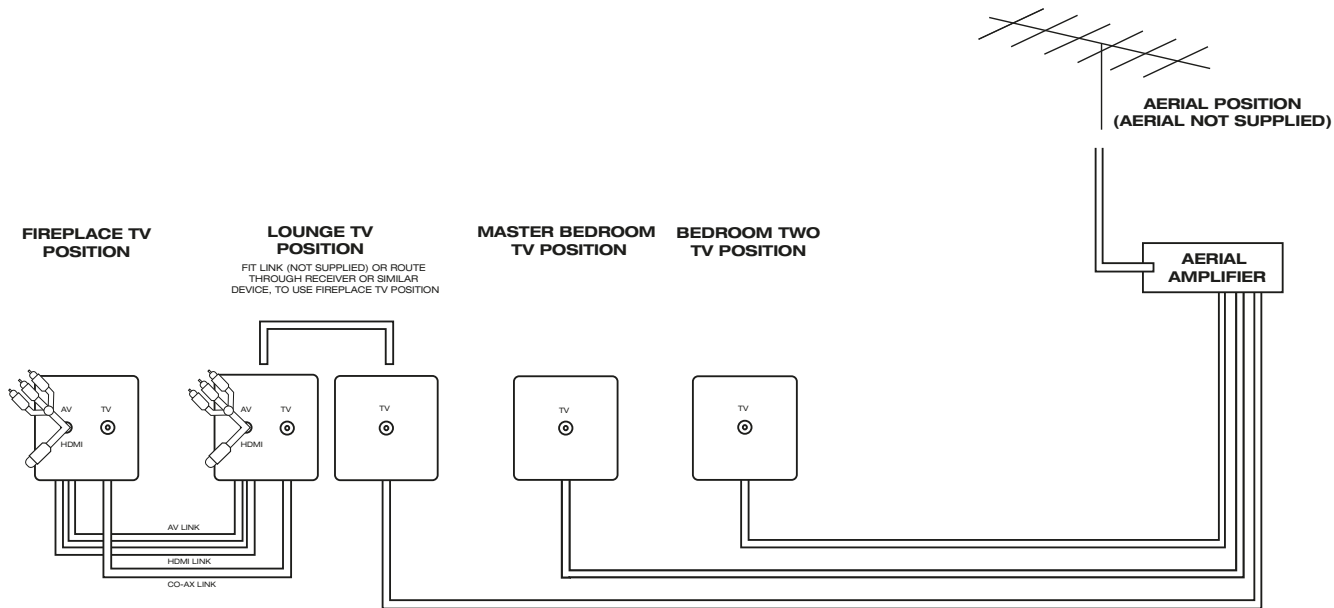 AERIAL POSITION
(AERIAL NOT SUPPLIED)
FIREPLACE TV
POSITION
LOUNGE TV
POSITION
FIT LINK (NOT SUPPLIED) OR ROUTE
THROUGH RECEIVER OR SIMILAR
DEVICE, TO USE FIREPLACE TV POSITION
MASTER BEDROOM
TV POSITION
BEDROOM TWO
TV POSITION
AERIAL
AMPLIFIER
AV
TV
HDMI
AV
TV
HDMI
TV
TV
TV
AV LINK
HDMI LINK
CO-AX LINK